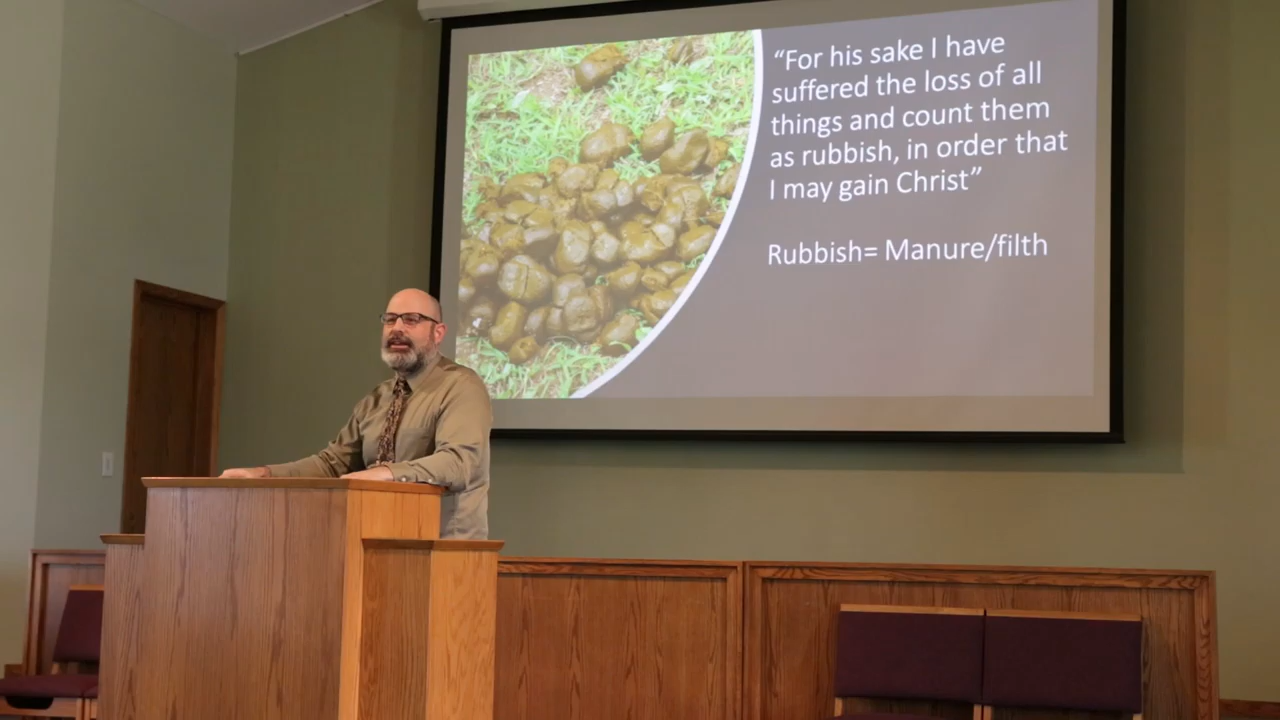 “For his sake I have
suffered the loss of all
things and count them
as rubbish, in order that
I may gain Christ”
Rubbish= Manure/filth